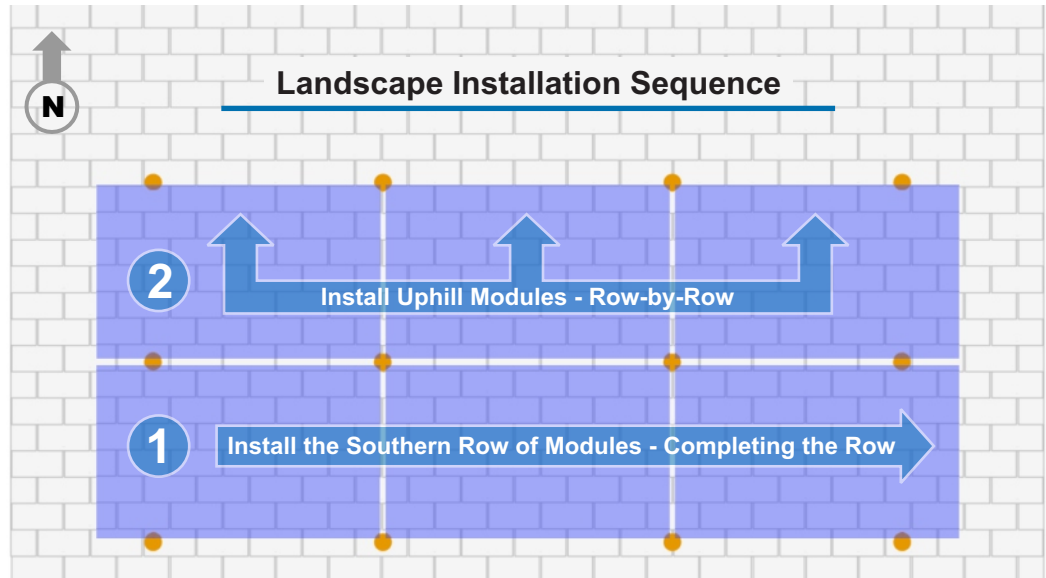 Landscape Installation Sequence
N
2
Install Uphill Modules - Row-by-Row
1
Install the Southern Row of Modules - Completing the Row